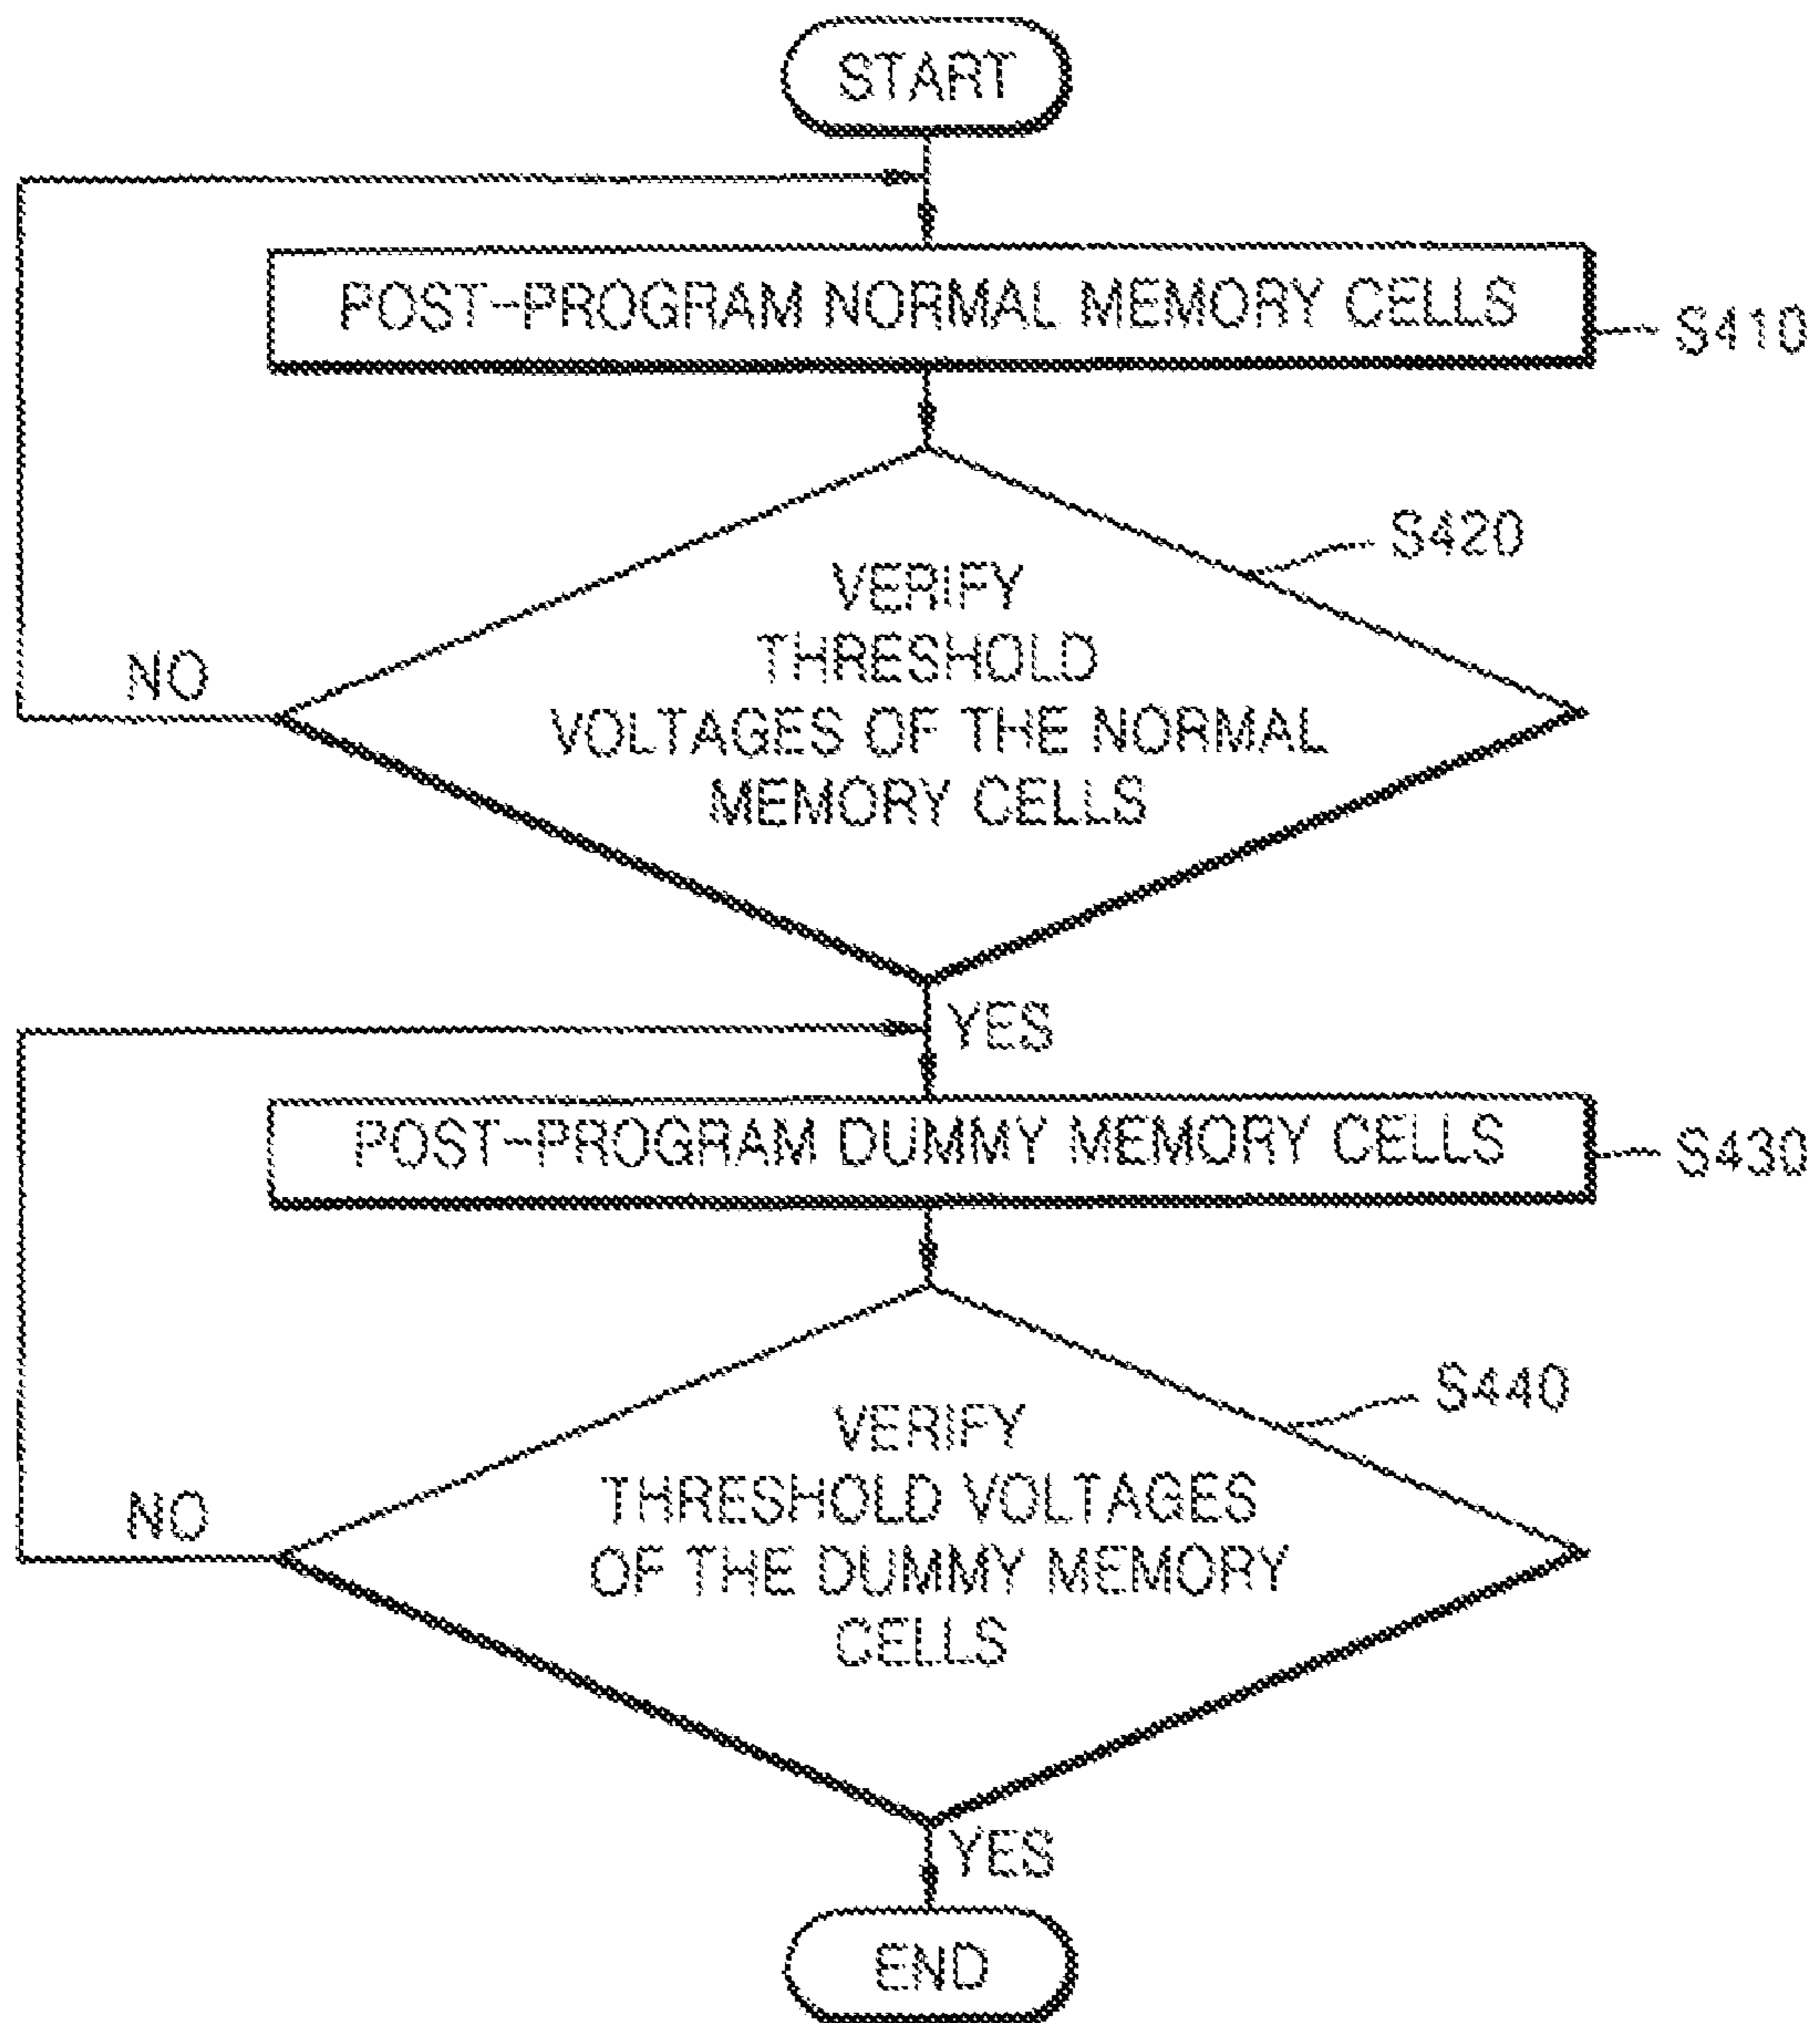 START
POST-PROGRAM NORMAL MEMORY CELLS
S410
S420
VERIFY
THRESHOLD
VOLTAGES OF THE NORMAL
MEMORY CELLS
NO
YES
POST-PROGRAM DUMMY MEMORY CELLS
S430
S440
VERIFY
THRESHOLD VOLTAGES
OF THE DUMMY MEMORY
CELLS
NO
YES
END